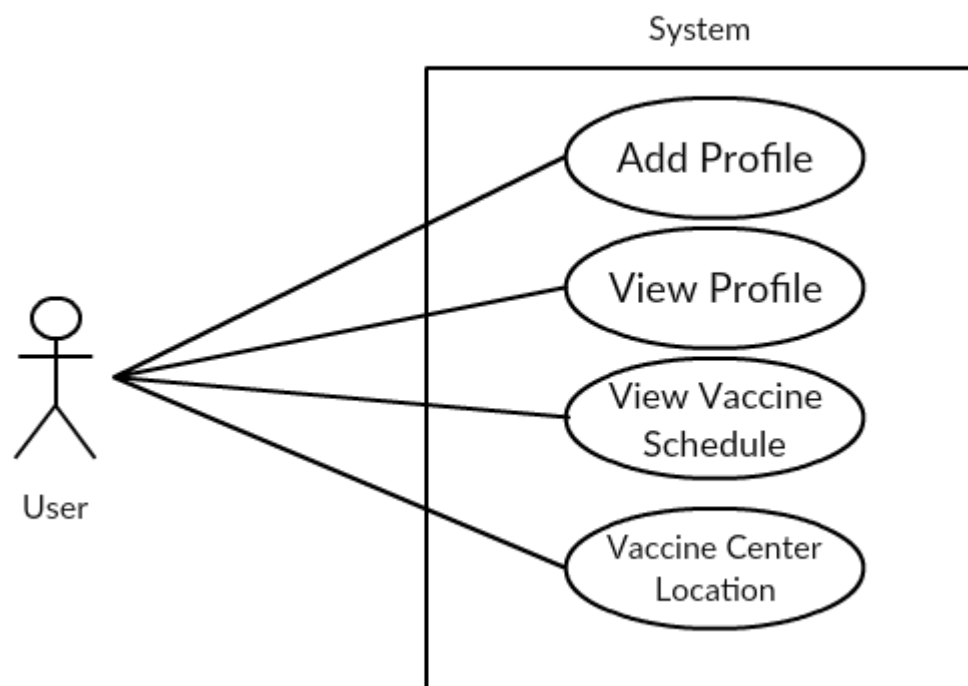 System
Add Profile
View Profile
View Vaccine
Schedule
User
Vaccine Center
Location